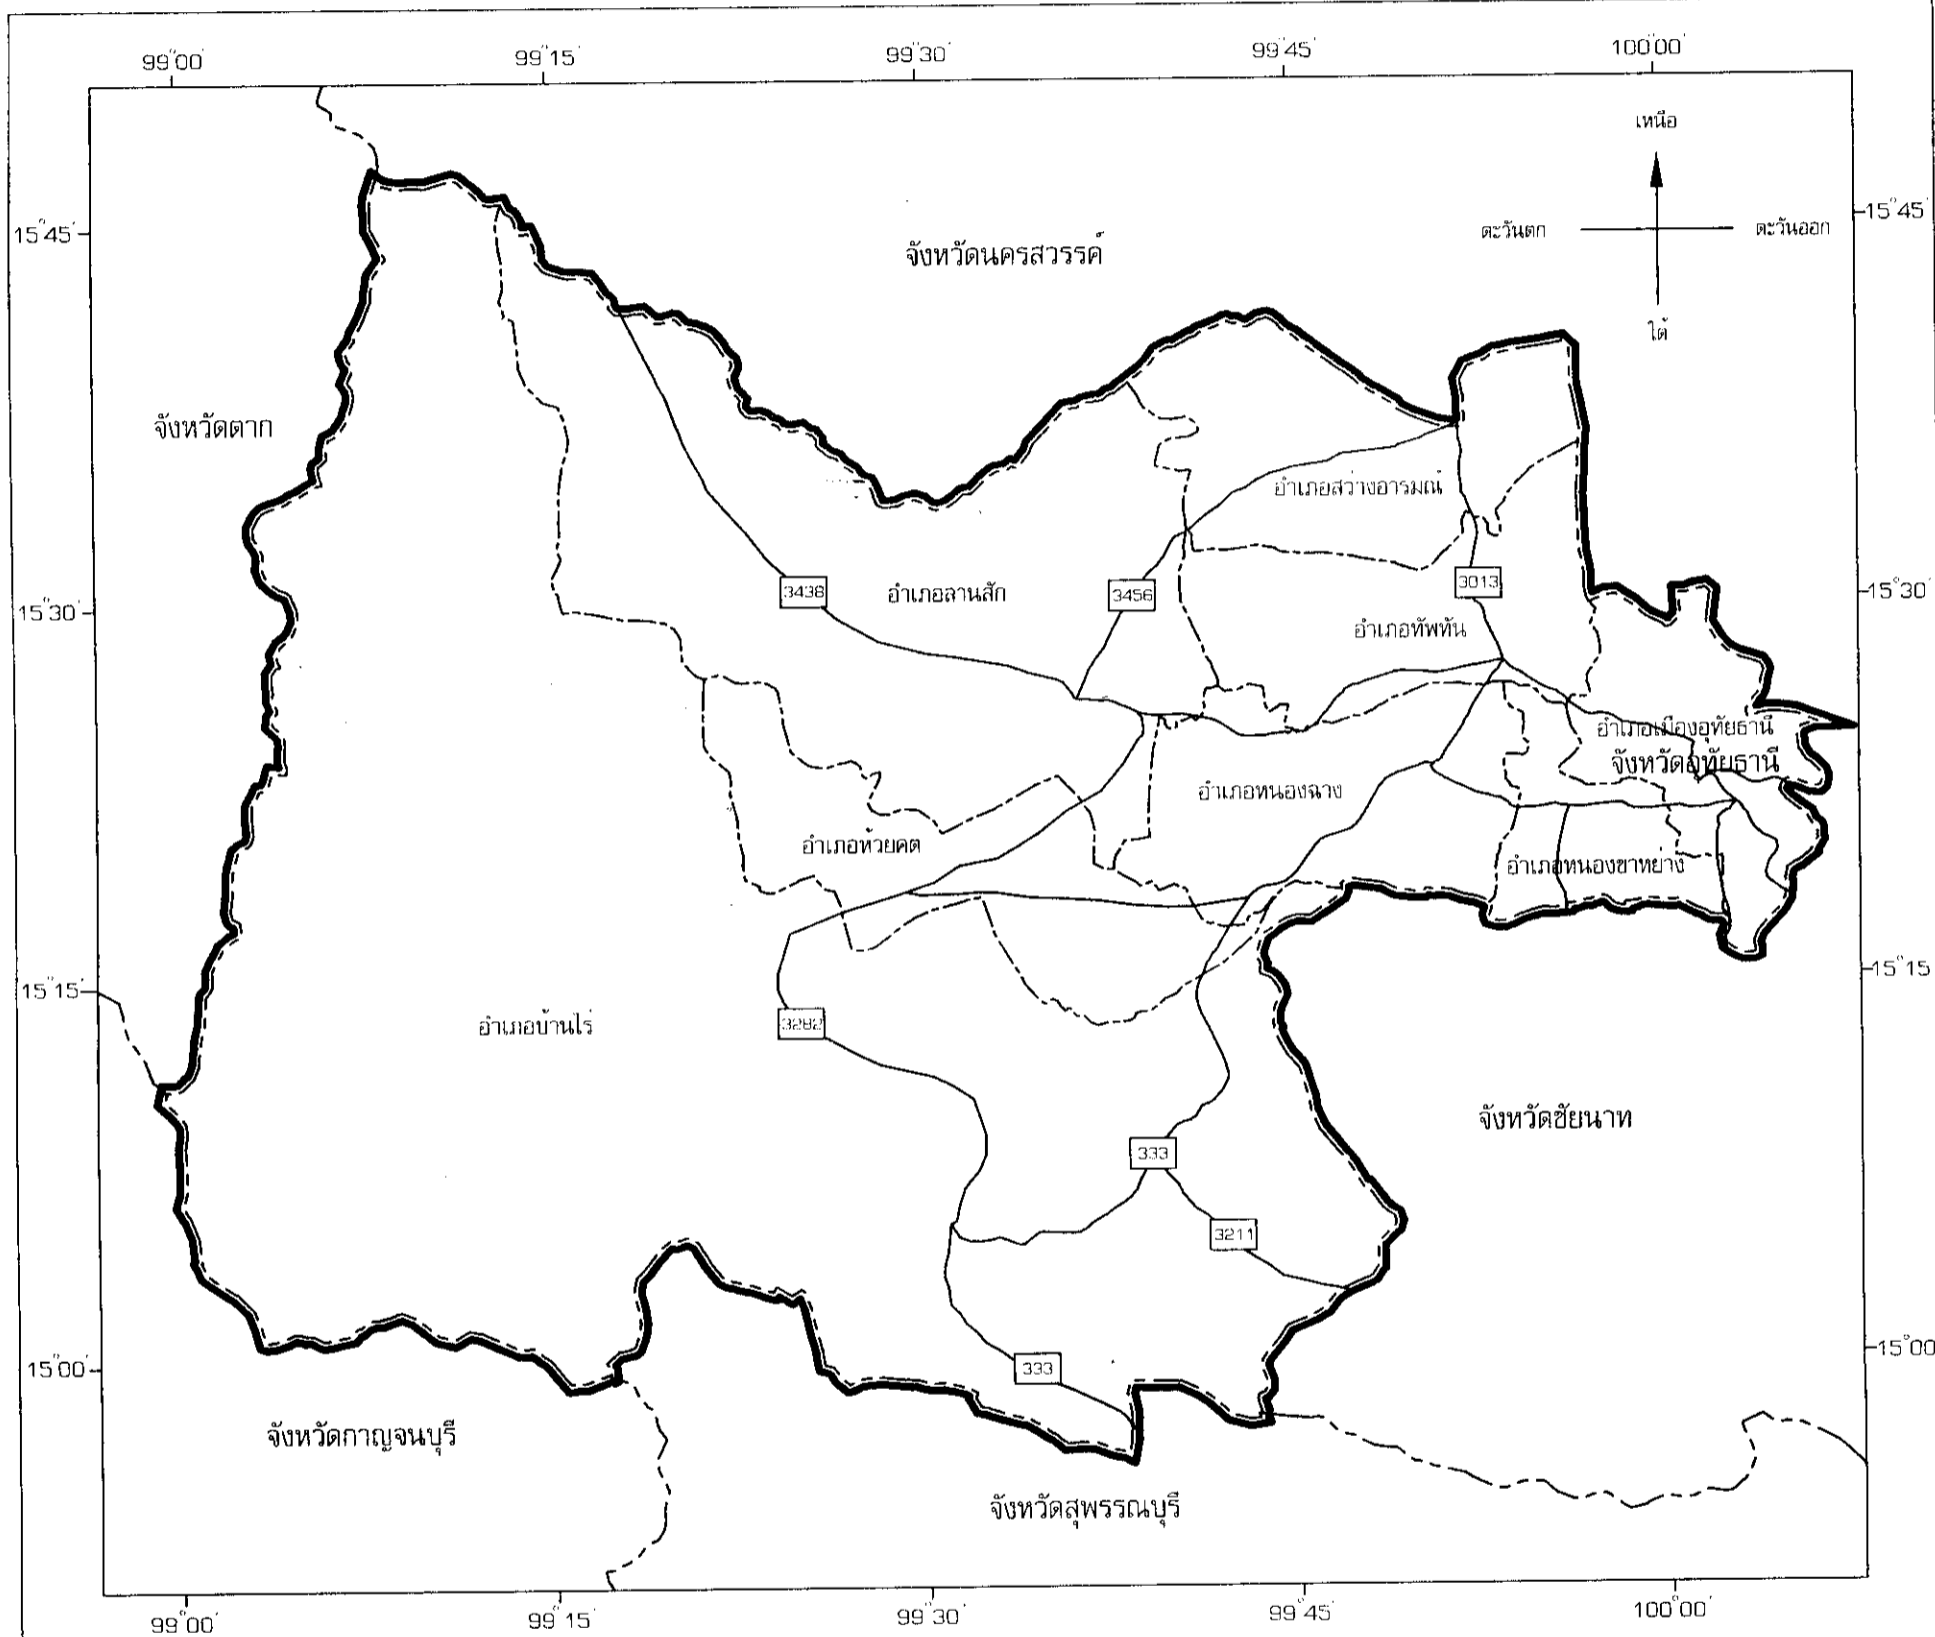 99°00' 99°15' 99°30' 99°45' 100°00'
เหนือ
15°45' 15°45'
ตะวันตก ตะวันออก
จังหวัดนครสวรรค์
ใต้
จังหวัดตาก
อำเภอสว่างอารมณ์
3438 อำเภอลานสัก 3456 3013
15°30' 15°30'
อำเภอทัพทัน
อำเภอเมืองอุทัยธานี
จังหวัดอุทัยธานี
อำเภอหนองฉาง
อำเภอห้วยคต
อำเภอหนองขาหย่าง
15°15' 15°15'
อำเภอบ้านไร่ 3282
จังหวัดชัยนาท
333
3211
15°00' 333 15°00'
จังหวัดกาญจนบุรี
จังหวัดสุพรรณบุรี
99°00' 99°15' 99°30' 99°45' 100°00'